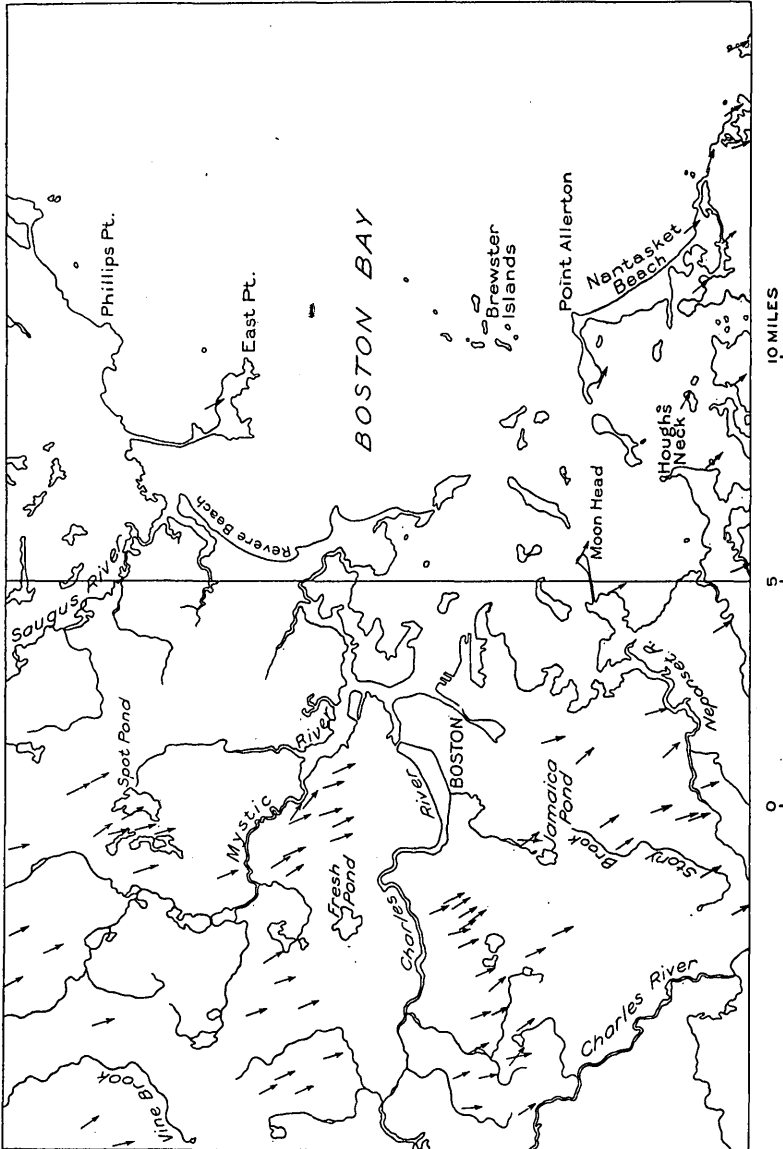 Phillips Pt.
East Pt.
BOSTON BAY
Brewster
Islands
Point Allerton
Nantasket
Beach
Houghs
Neck
Moon Head
Revere Beach
Saugus River
Spot Pond
Mystic River
Fresh
Pond
Charles River
BOSTON
Jamaica
Pond
Stony Brook
Neponset R.
Charles River
Vine Brook
0
5
10 MILES